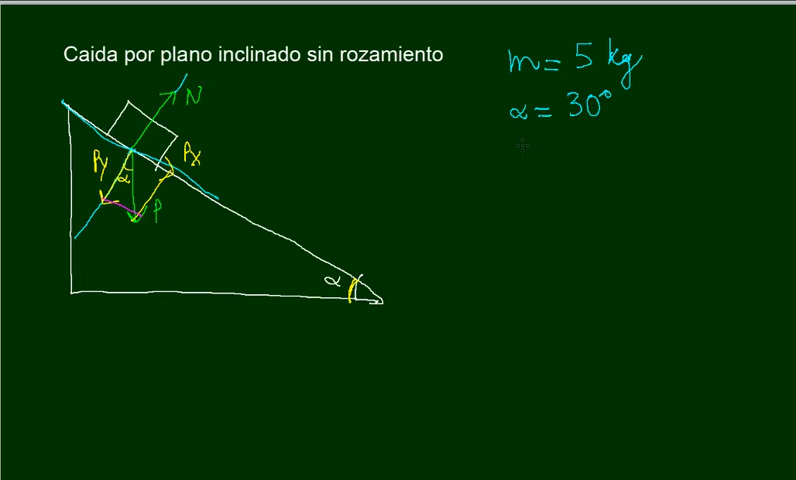 Caida por plano inclinado sin rozamiento
m = 5 kg
α = 30°
N
Py
α
Px
P
α